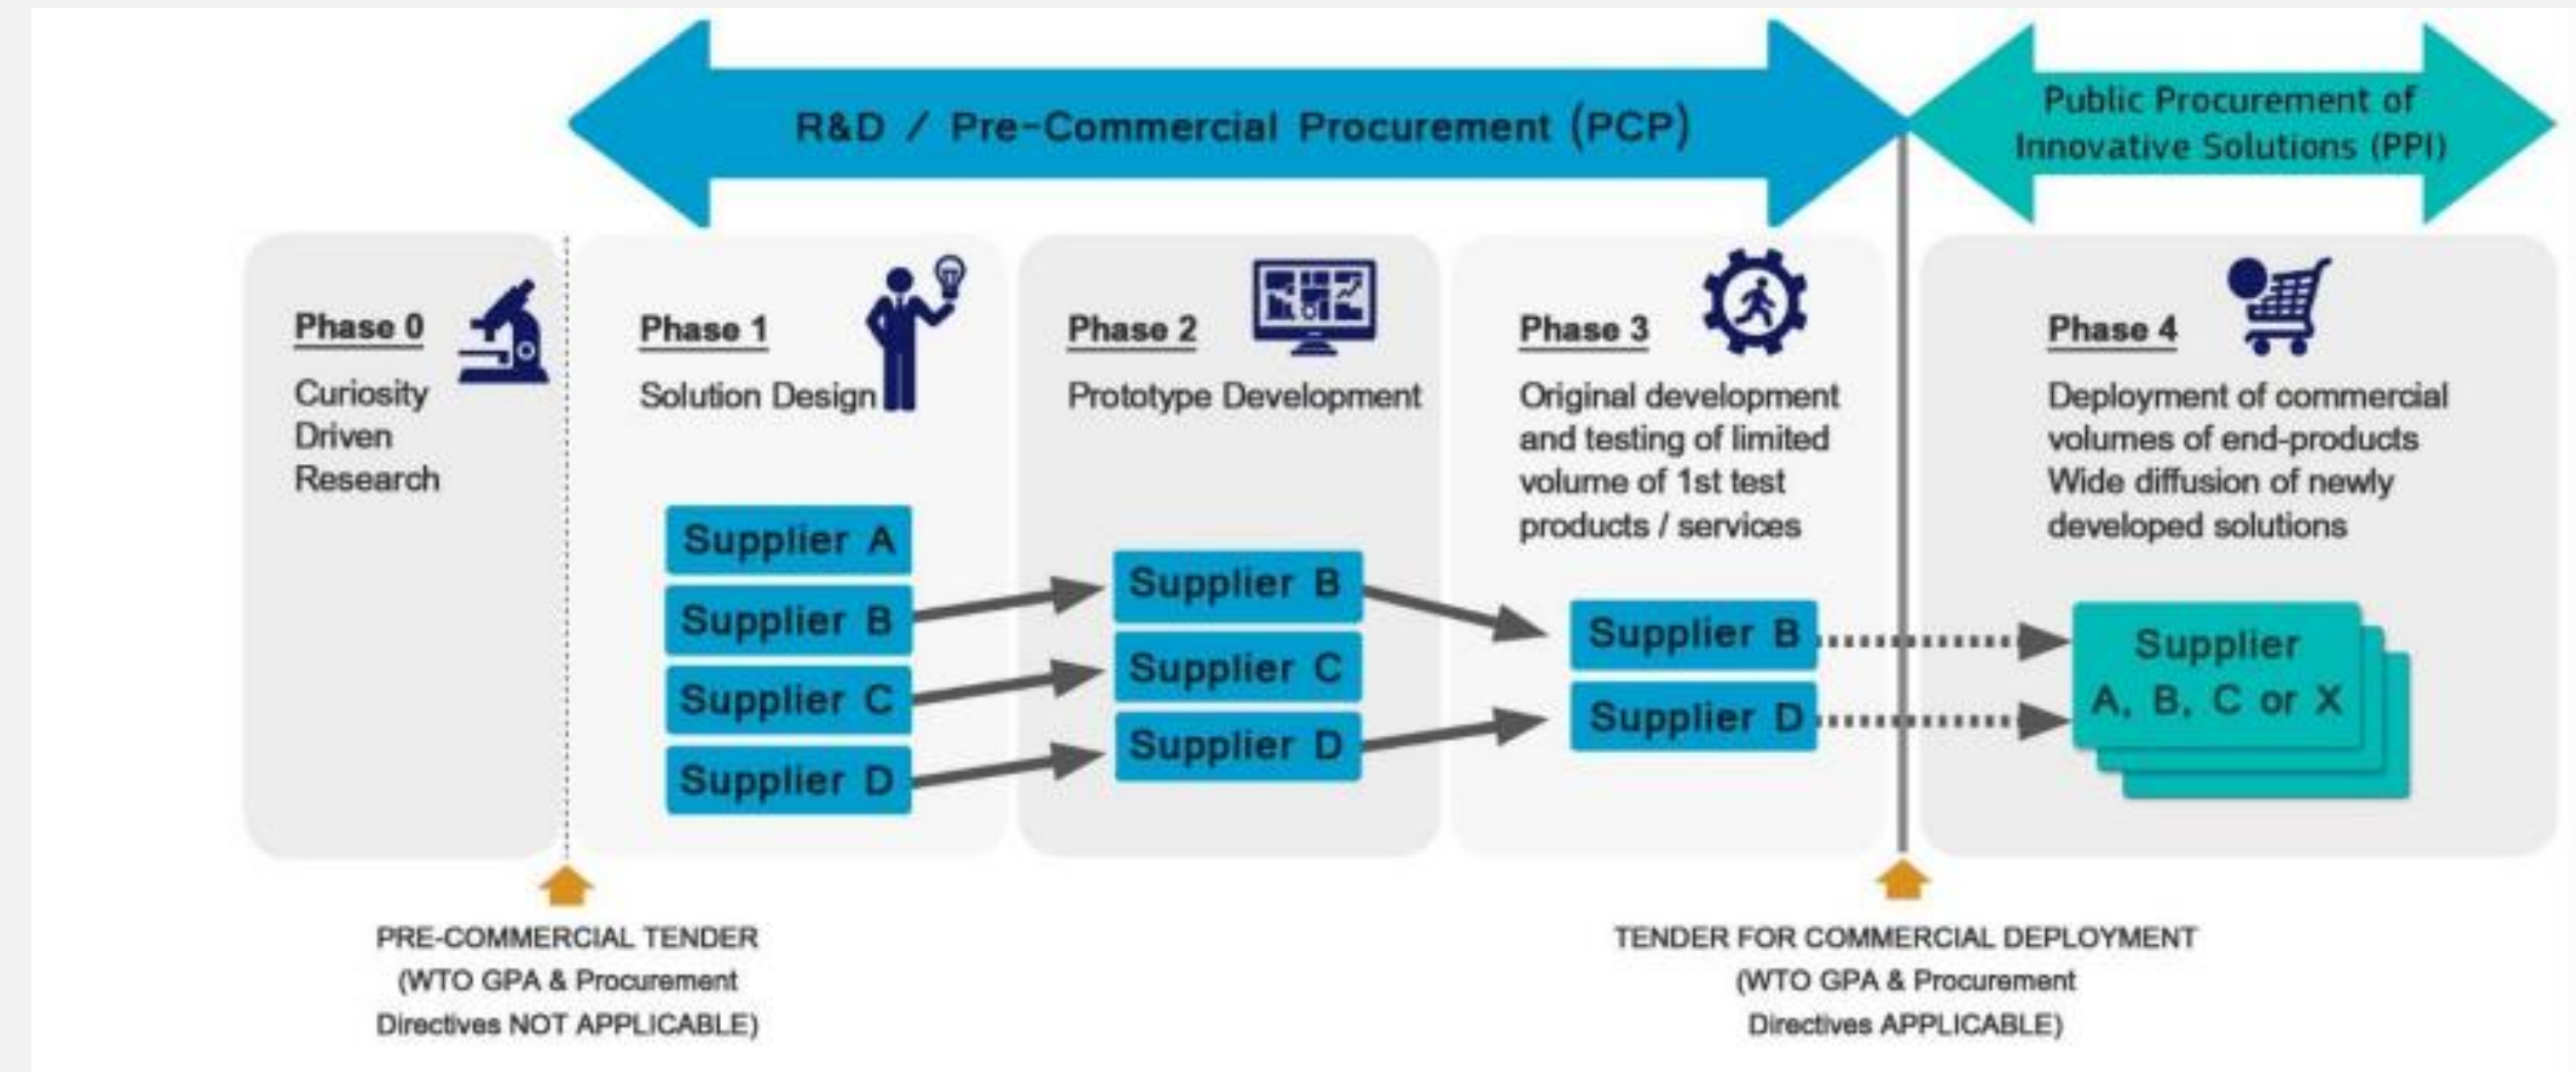 R&D / Pre-Commercial Procurement (PCP)
Public Procurement of
Innovative Solutions (PPI)
Phase 0
Curiosity
Driven
Research
Phase 1
Solution Design
Supplier A
Supplier B
Supplier C
Supplier D
Phase 2
Prototype Development
Supplier B
Supplier C
Supplier D
Phase 3
Original development
and testing of limited
volume of 1st test
products / services
Supplier B
Supplier D
Phase 4
Deployment of commercial
volumes of end-products
Wide diffusion of newly
developed solutions
Supplier
A, B, C or X
PRE-COMMERCIAL TENDER
(WTO GPA & Procurement
Directives NOT APPLICABLE)
TENDER FOR COMMERCIAL DEPLOYMENT
(WTO GPA & Procurement
Directives APPLICABLE)